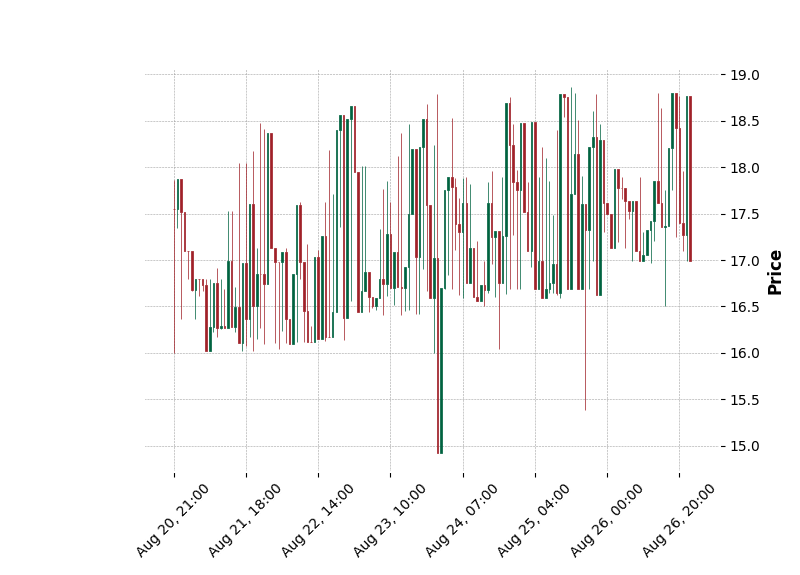 19.0
18.5
18.0
17.5
17.0
16.5
16.0
15.5
15.0
Price
Aug 20, 21:00
Aug 21, 18:00
Aug 22, 14:00
Aug 23, 10:00
Aug 24, 07:00
Aug 25, 04:00
Aug 26, 00:00
Aug 26, 20:00